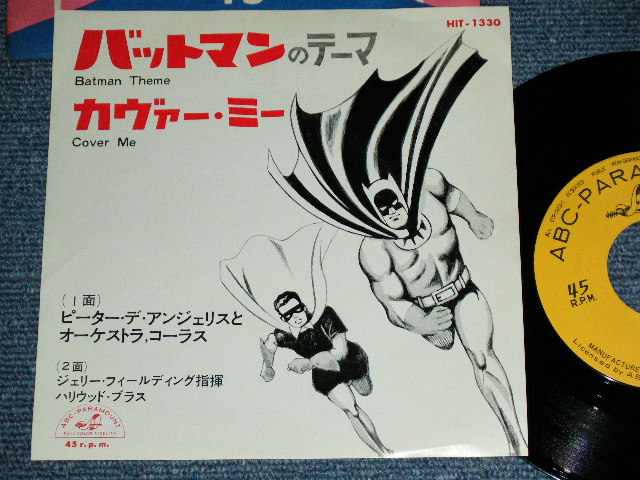 HIT-1330
バットマンのテーマ
Batman Theme
カヴァー・ミー
Cover Me
(1面)
ピーター・デ・アンジェリスと
オーケストラ,コーラス
(2面)
ジェリー・フィールディング指揮
ハリウッド・ブラス
ABC-PARAMOUNT
FULL COLOR FIDELITY
45 r.p.m.
ABC-PARA
45
R.P.M.
MANUFACTURE
Licensed by A